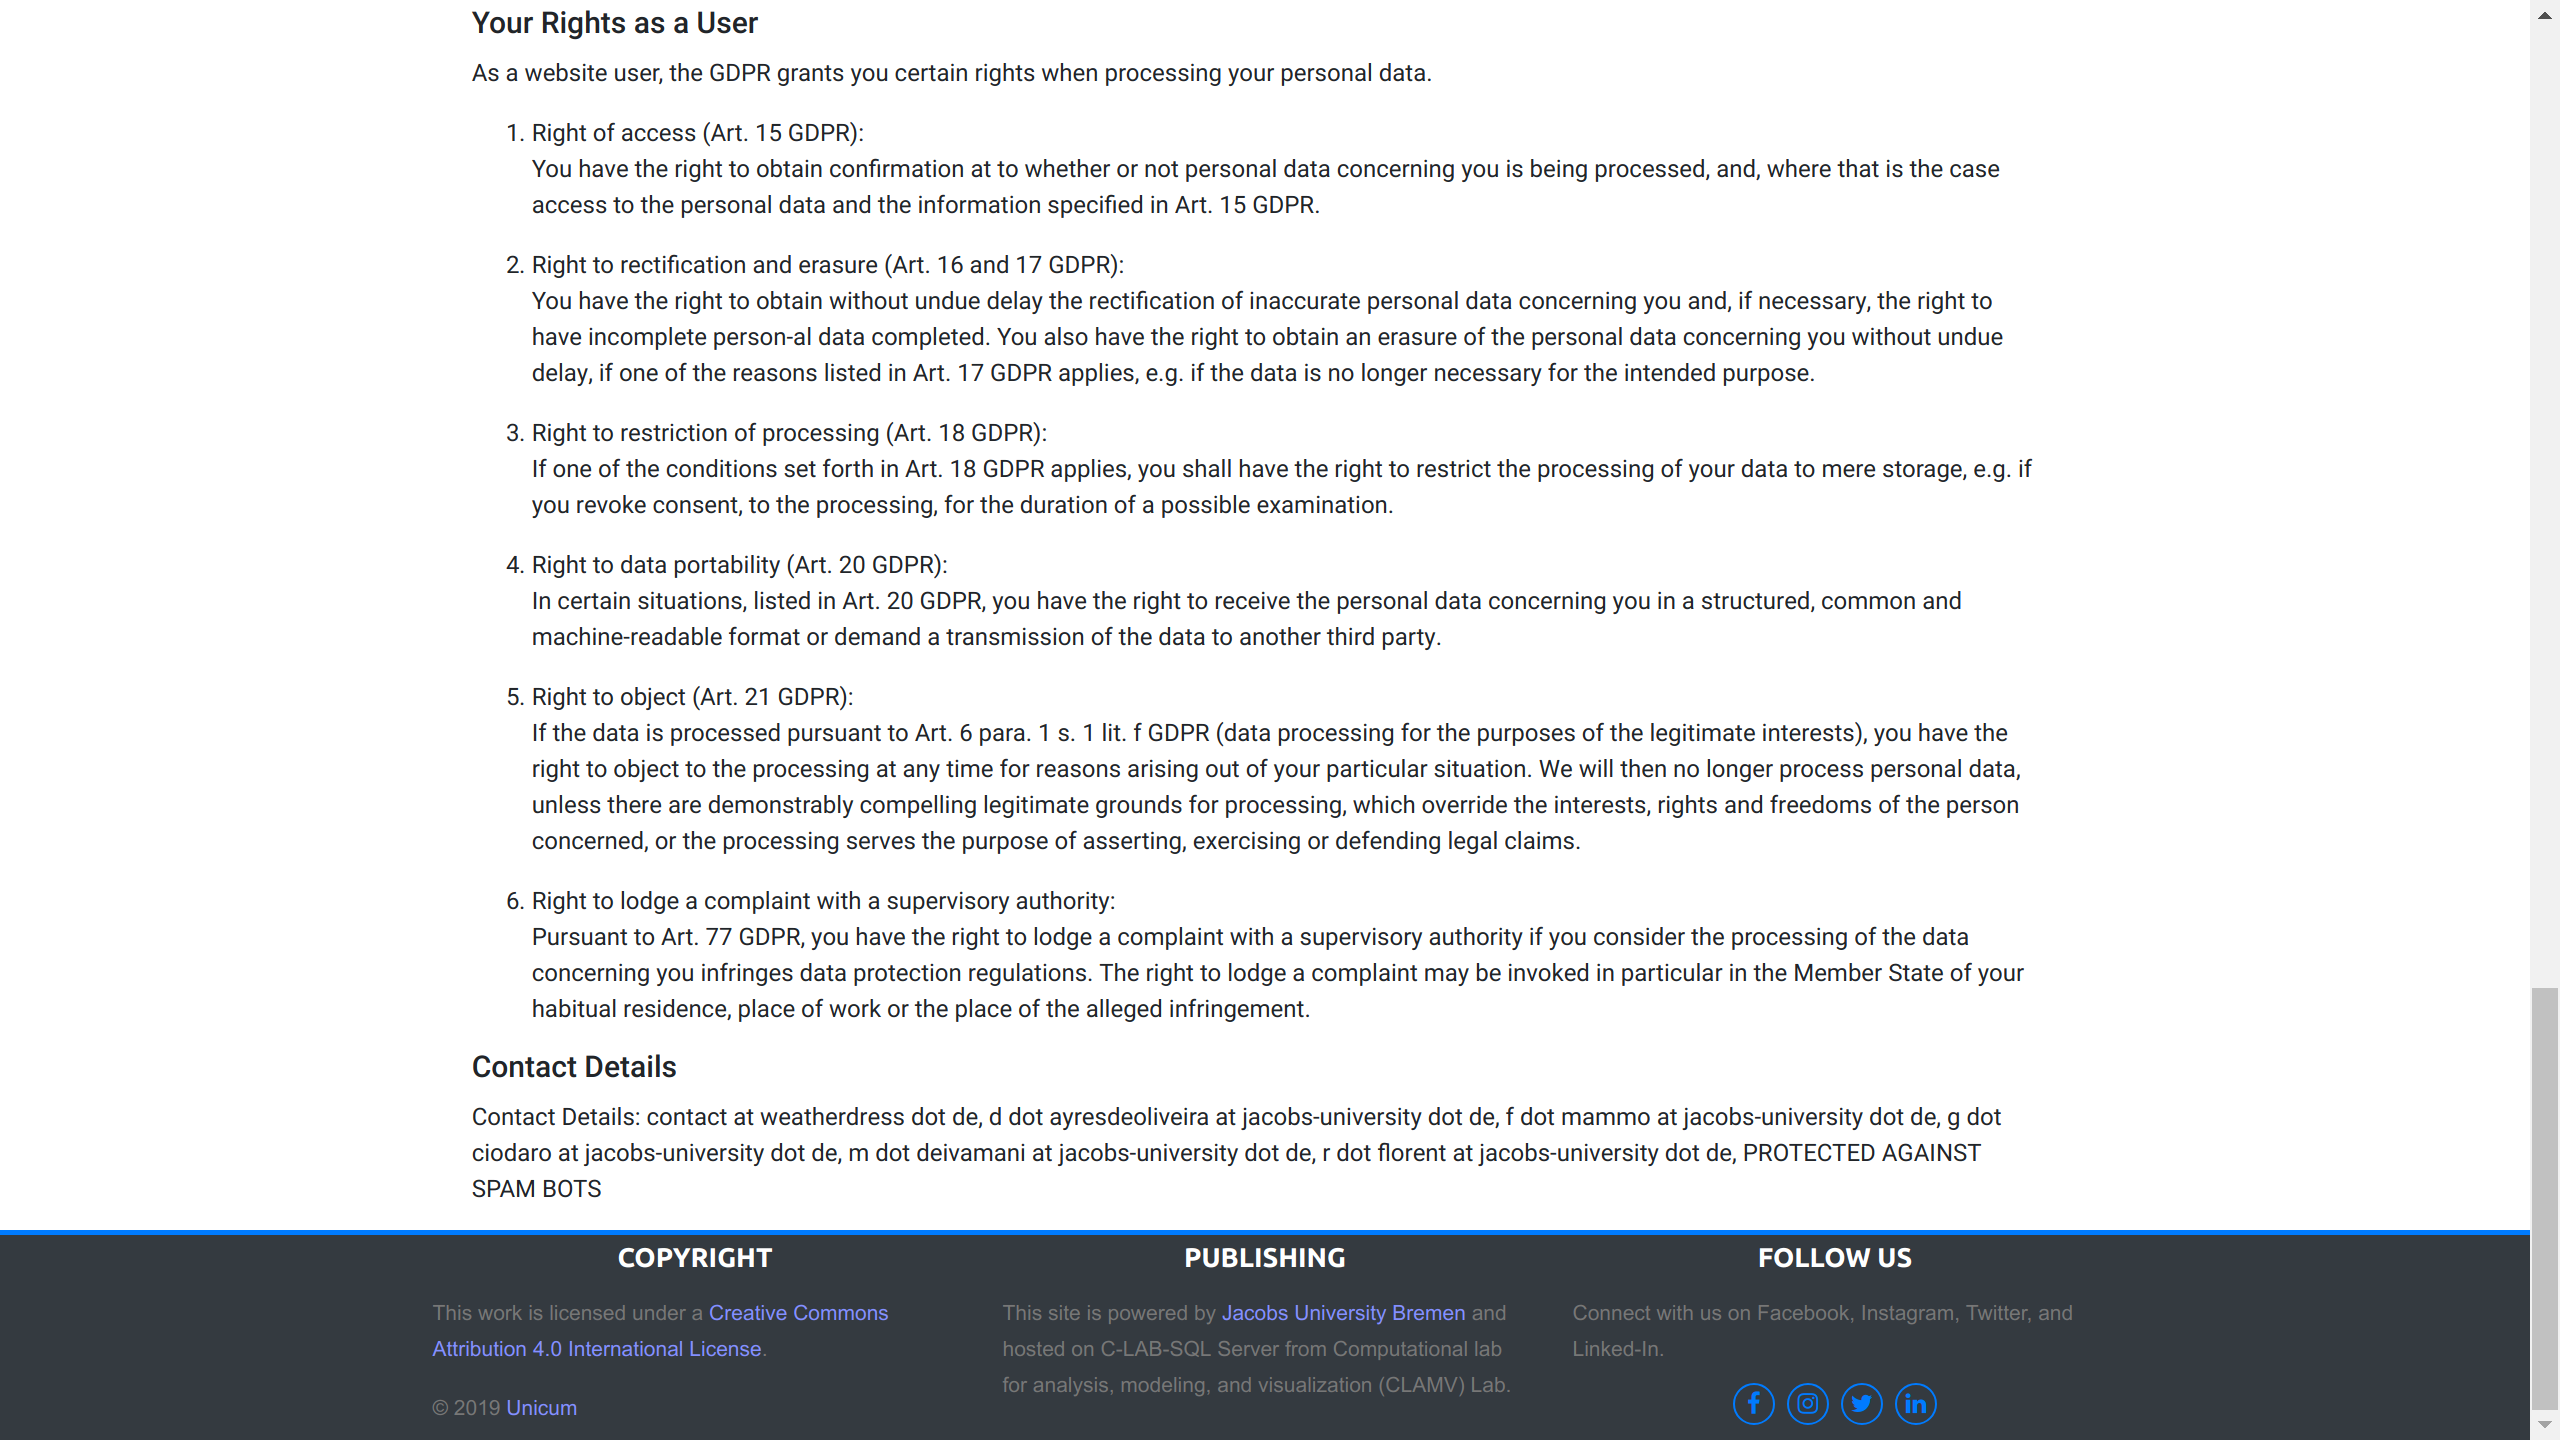 Your Rights as a User
As a website user, the GDPR grants you certain rights when processing your personal data.
1. Right of access (Art. 15 GDPR):
You have the right to obtain confirmation at to whether or not personal data concerning you is being processed, and, where that is the case
access to the personal data and the information specified in Art. 15 GDPR.
2. Right to rectification and erasure (Art. 16 and 17 GDPR):
You have the right to obtain without undue delay the rectification of inaccurate personal data concerning you and, if necessary, the right to
have incomplete person-al data completed. You also have the right to obtain an erasure of the personal data concerning you without undue
delay, if one of the reasons listed in Art. 17 GDPR applies, e.g. if the data is no longer necessary for the intended purpose.
3. Right to restriction of processing (Art. 18 GDPR):
If one of the conditions set forth in Art. 18 GDPR applies, you shall have the right to restrict the processing of your data to mere storage, e.g. if
you revoke consent, to the processing, for the duration of a possible examination.
4. Right to data portability (Art. 20 GDPR):
In certain situations, listed in Art. 20 GDPR, you have the right to receive the personal data concerning you in a structured, common and
machine-readable format or demand a transmission of the data to another third party.
5. Right to object (Art. 21 GDPR):
If the data is processed pursuant to Art. 6 para. 1 s. 1 lit. f GDPR (data processing for the purposes of the legitimate interests), you have the
right to object to the processing at any time for reasons arising out of your particular situation. We will then no longer process personal data,
unless there are demonstrably compelling legitimate grounds for processing, which override the interests, rights and freedoms of the person
concerned, or the processing serves the purpose of asserting, exercising or defending legal claims.
6. Right to lodge a complaint with a supervisory authority:
Pursuant to Art. 77 GDPR, you have the right to lodge a complaint with a supervisory authority if you consider the processing of the data
concerning you infringes data protection regulations. The right to lodge a complaint may be invoked in particular in the Member State of your
habitual residence, place of work or the place of the alleged infringement.
Contact Details
Contact Details: contact at weatherdress dot de, d dot ayresdeoliveira at jacobs-university dot de, f dot mammo at jacobs-university dot de, g dot
ciodaro at jacobs-university dot de, m dot deivamani at jacobs-university dot de, r dot florent at jacobs-university dot de, PROTECTED AGAINST
SPAM BOTS
COPYRIGHT
This work is licensed under a Creative Commons
Attribution 4.0 International License.
© 2019 Unicum
PUBLISHING
This site is powered by Jacobs University Bremen and
hosted on C-LAB-SQL Server from Computational lab
for analysis, modeling, and visualization (CLAMV) Lab.
FOLLOW US
Connect with us on Facebook, Instagram, Twitter, and
Linked-In.